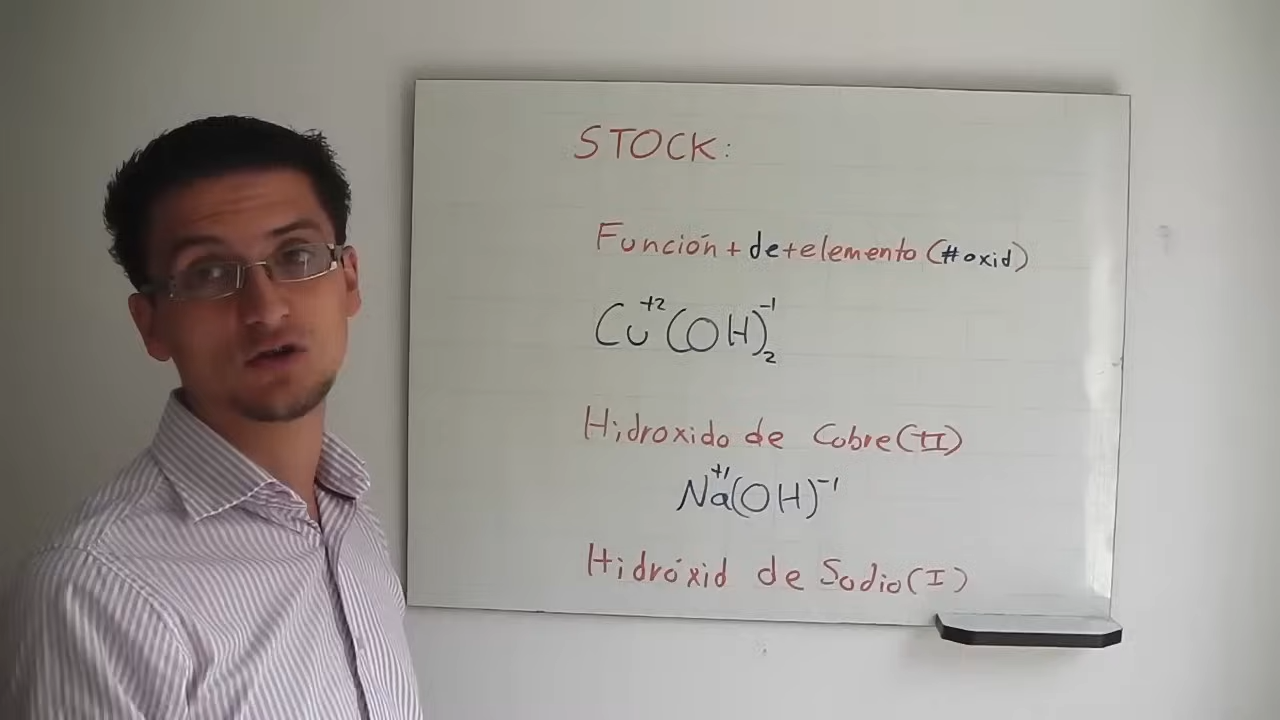 STOCK:
Función + de + elemento (#oxid)
Cu⁺²(OH)₂⁻¹
Hidroxido de Cobre(II)
Na⁺¹(OH)⁻¹
Hidróxid de Sodio(I)